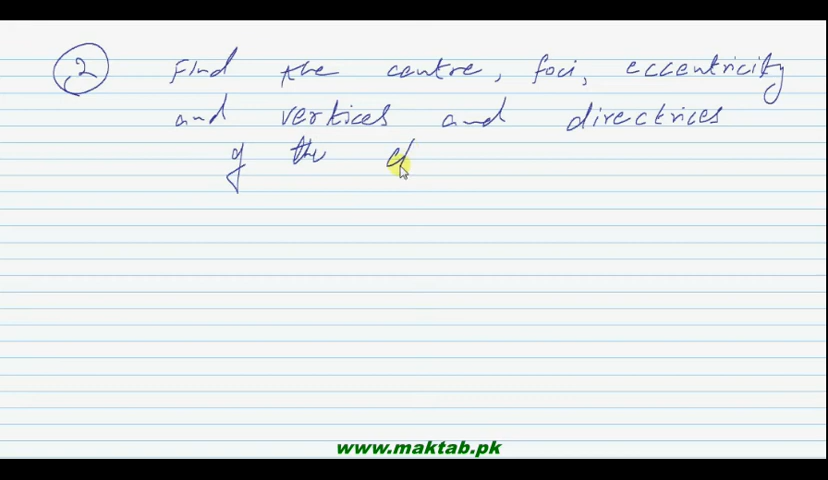 2 Find the centre, foci, eccentricity
and vertices and directrices
of the
www.maktab.pk